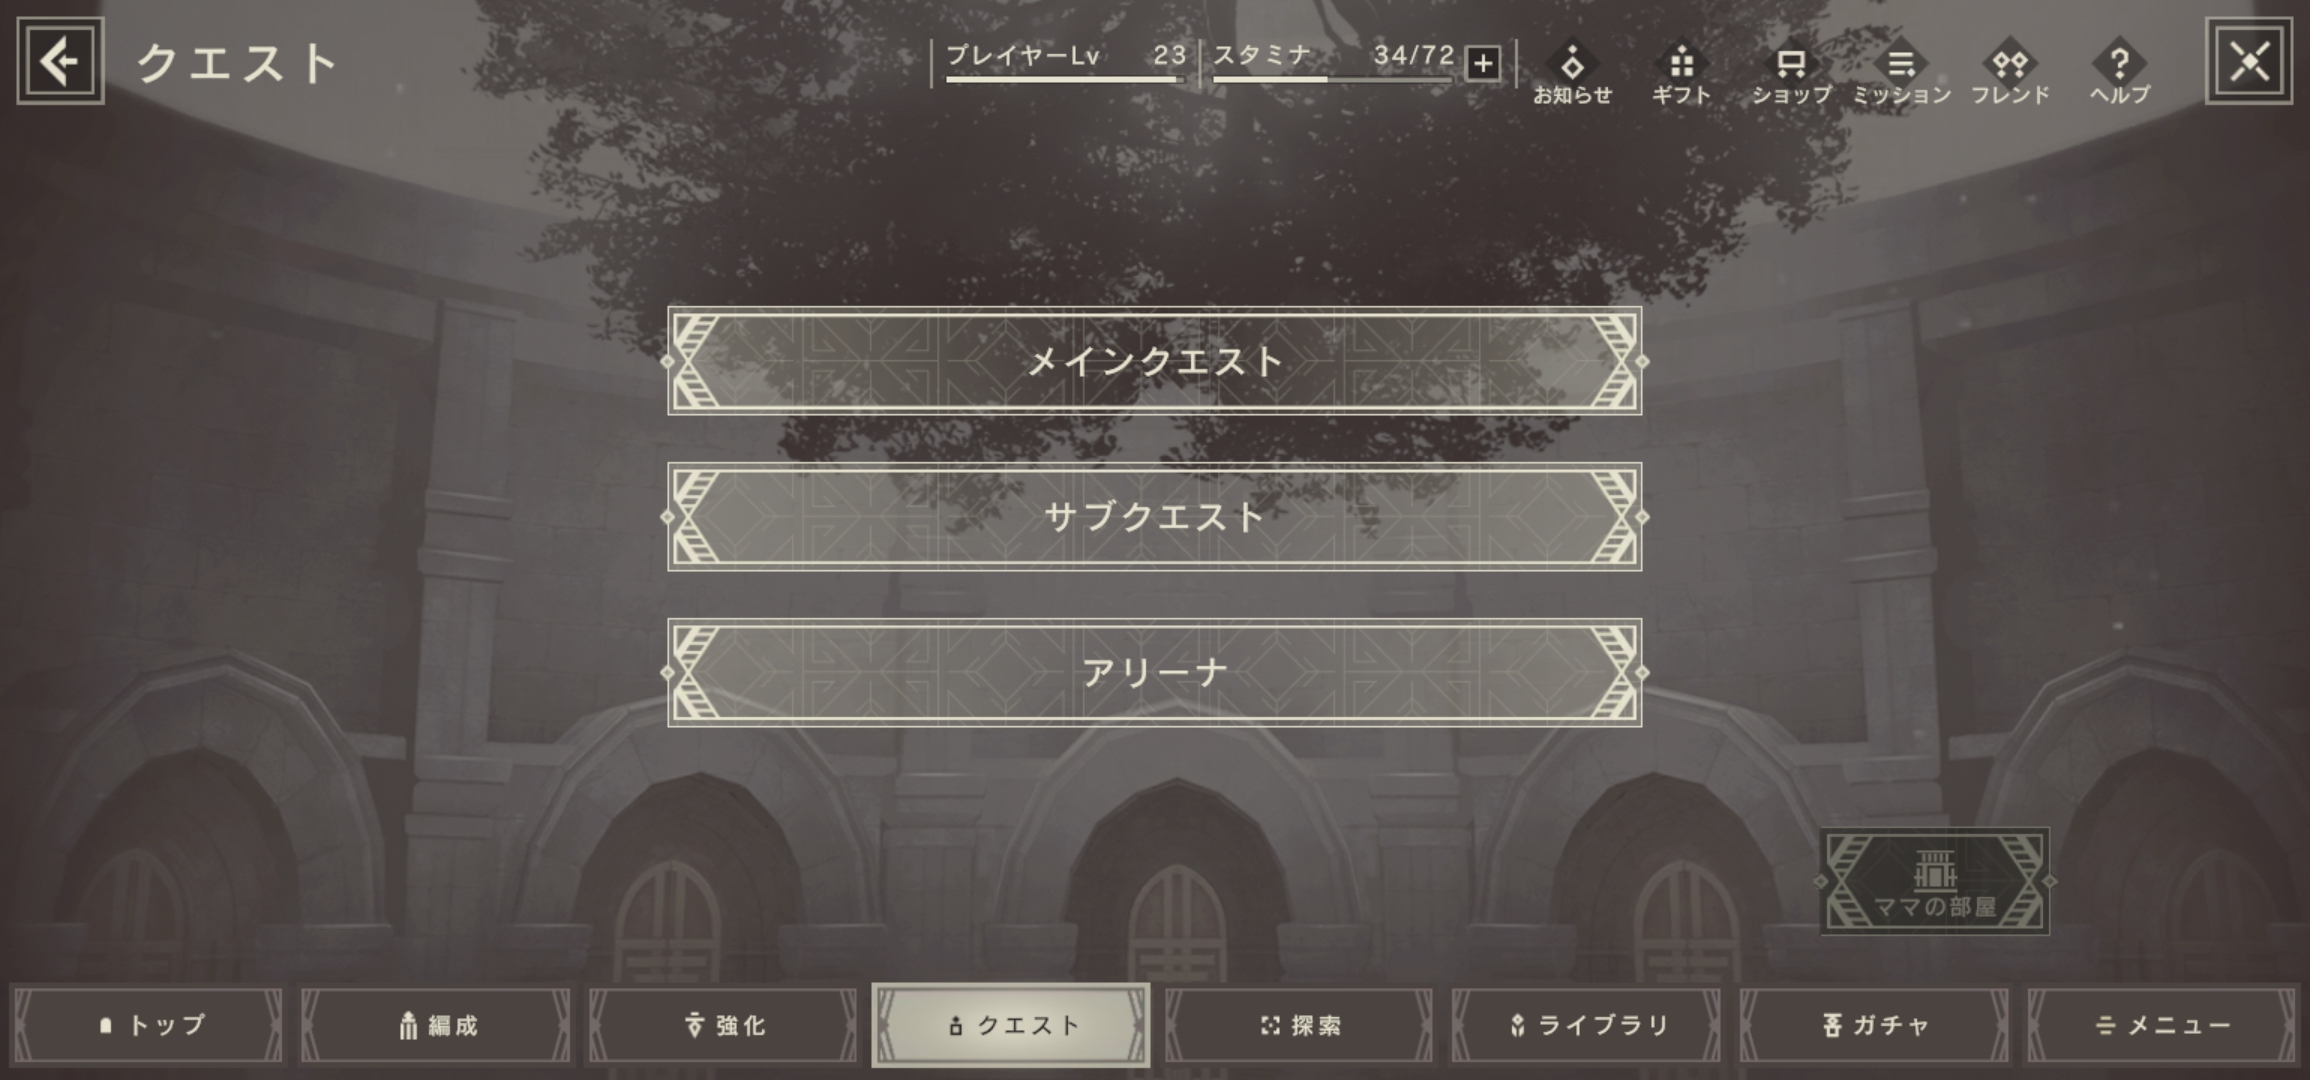 クエスト
プレイヤーLv 23
スタミナ 34/72
お知らせ
ギフト
ショップ
ミッション
フレンド
ヘルプ
メインクエスト
サブクエスト
アリーナ
ママの部屋
トップ
編成
強化
クエスト
探索
ライブラリ
ガチャ
メニュー